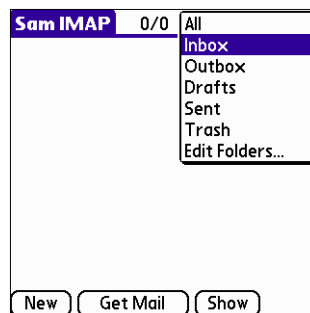 Sam IMAP 0/0 All
Inbox
Outbox
Drafts
Sent
Trash
Edit Folders...
New Get Mail Show